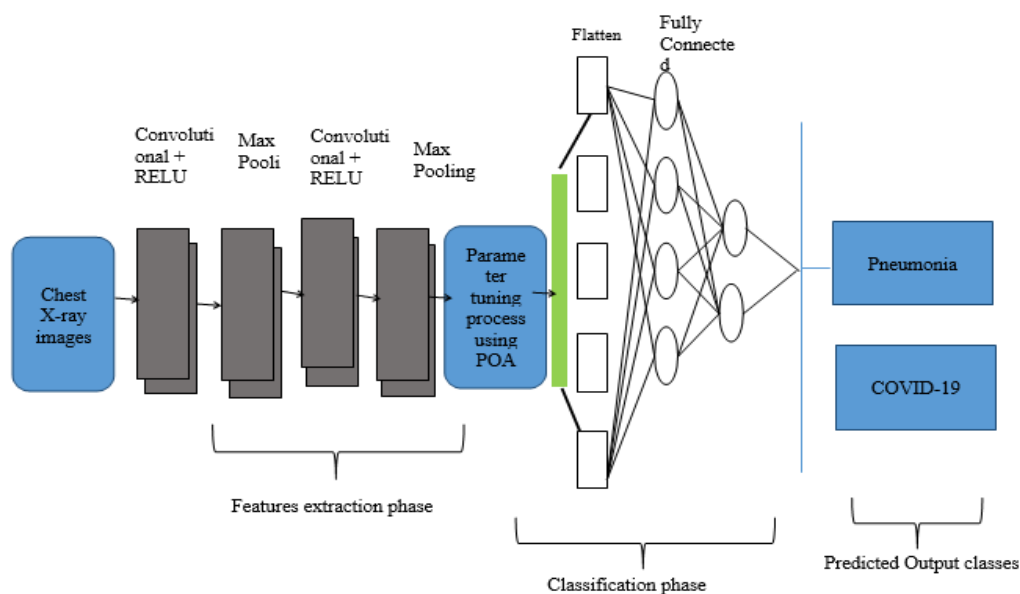 Flatten
Fully
Connecte
d
Convoluti
onal +
RELU
Max
Pooli
Convoluti
onal +
RELU
Max
Pooling
Chest
X-ray
images
Parame
ter
tuning
process
using
POA
Pneumonia
COVID-19
Features extraction phase
Classification phase
Predicted Output classes